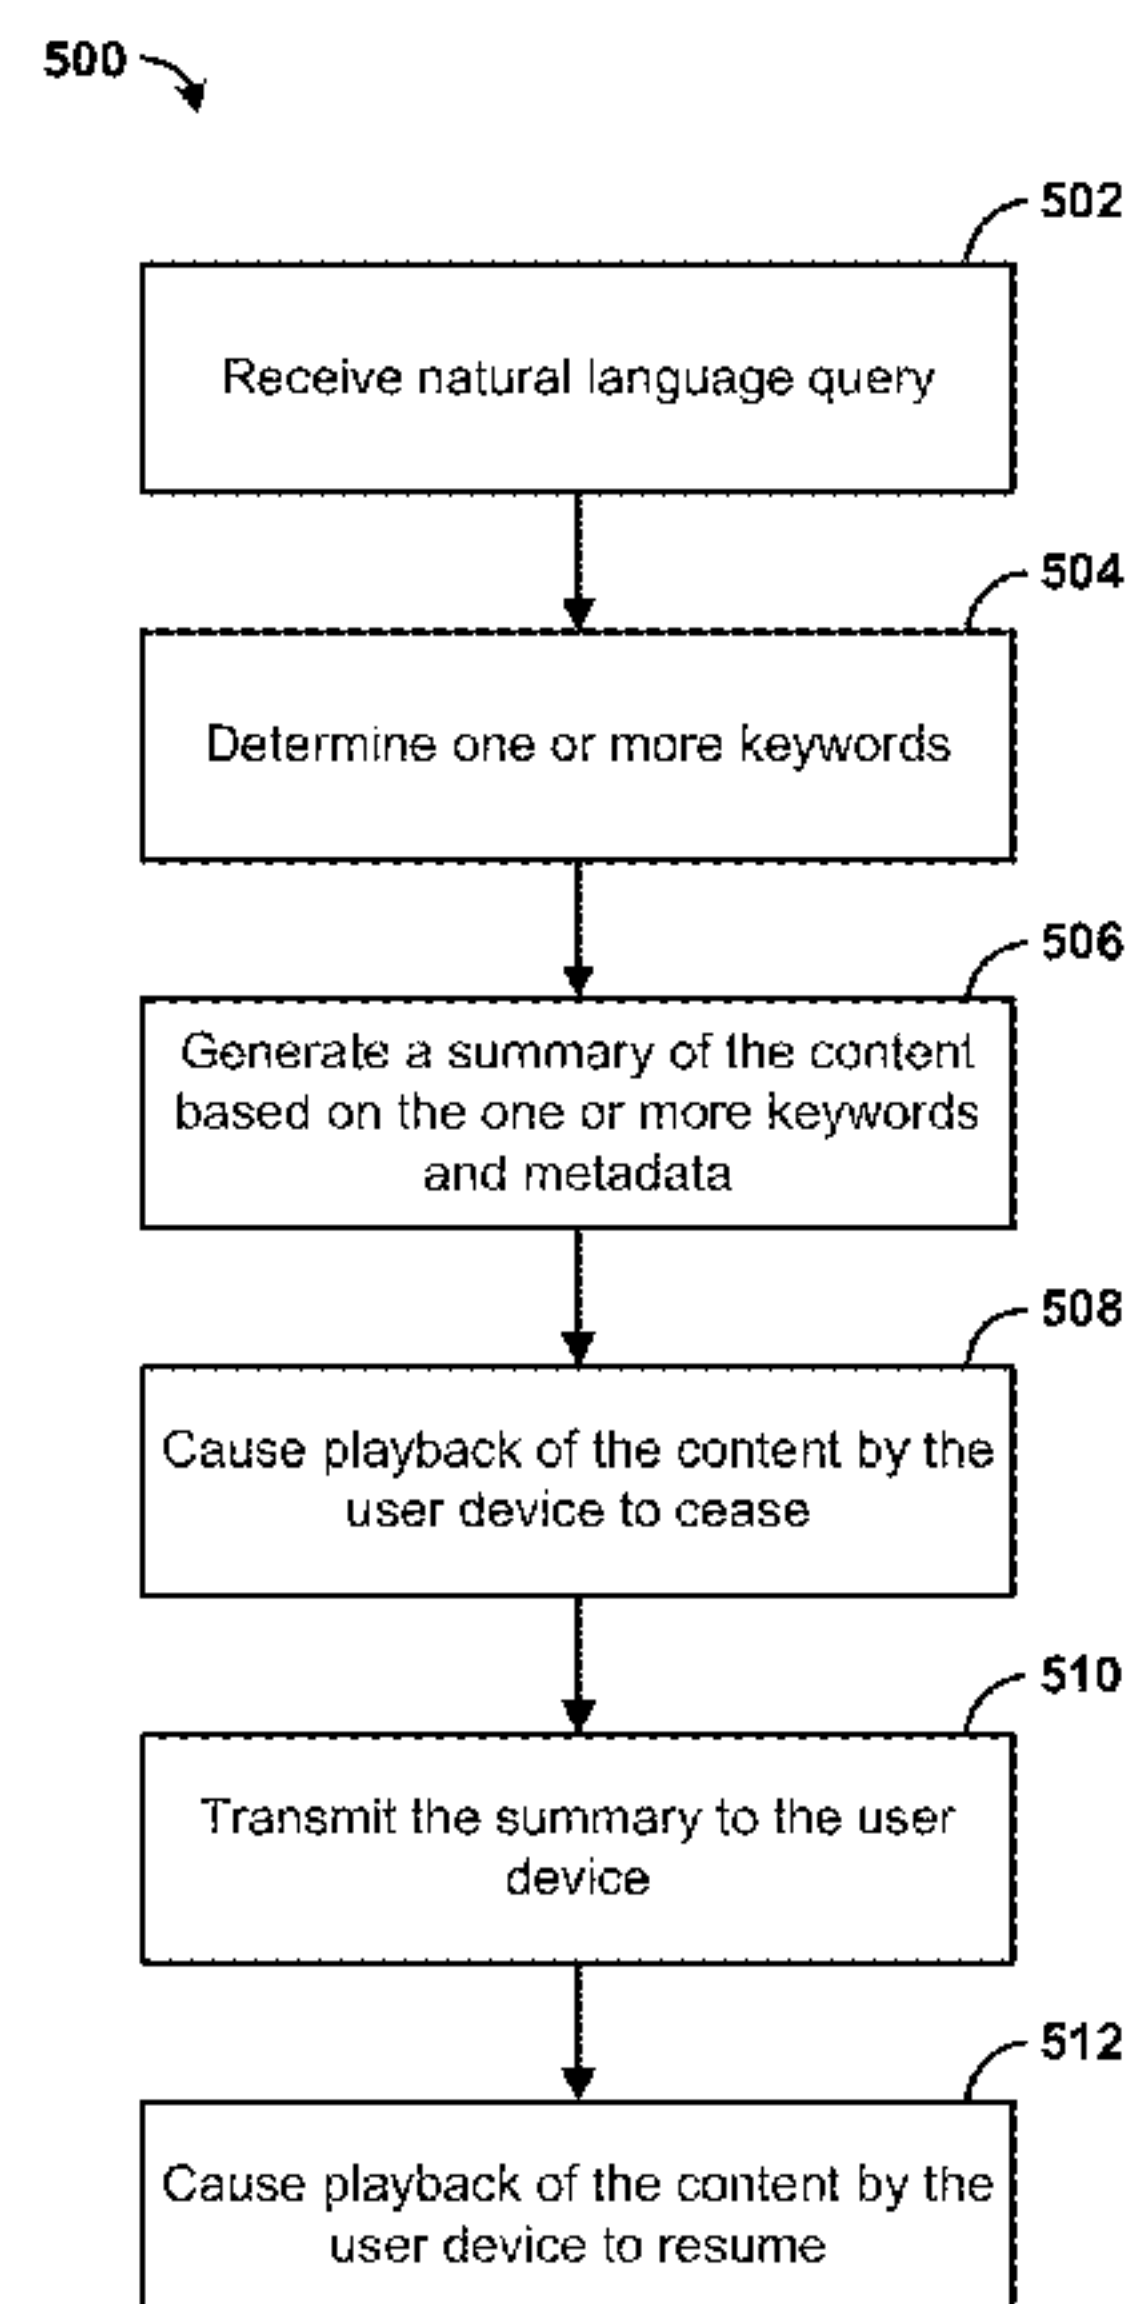 500
502
Receive natural language query
504
Determine one or more keywords
506
Generate a summary of the content
based on the one or more keywords
and metadata
508
Cause playback of the content by the
user device to cease
510
Transmit the summary to the user
device
512
Cause playback of the content by the
user device to resume